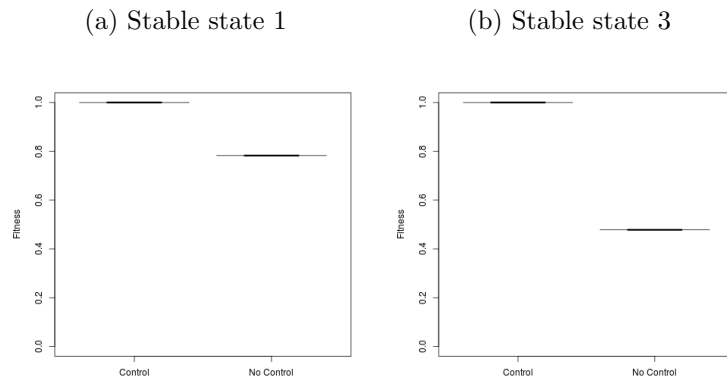 (a) Stable state 1
(b) Stable state 3
Fitness
1.0
0.8
0.6
0.4
0.2
0.0
Control
No Control
Fitness
1.0
0.8
0.6
0.4
0.2
0.0
Control
No Control